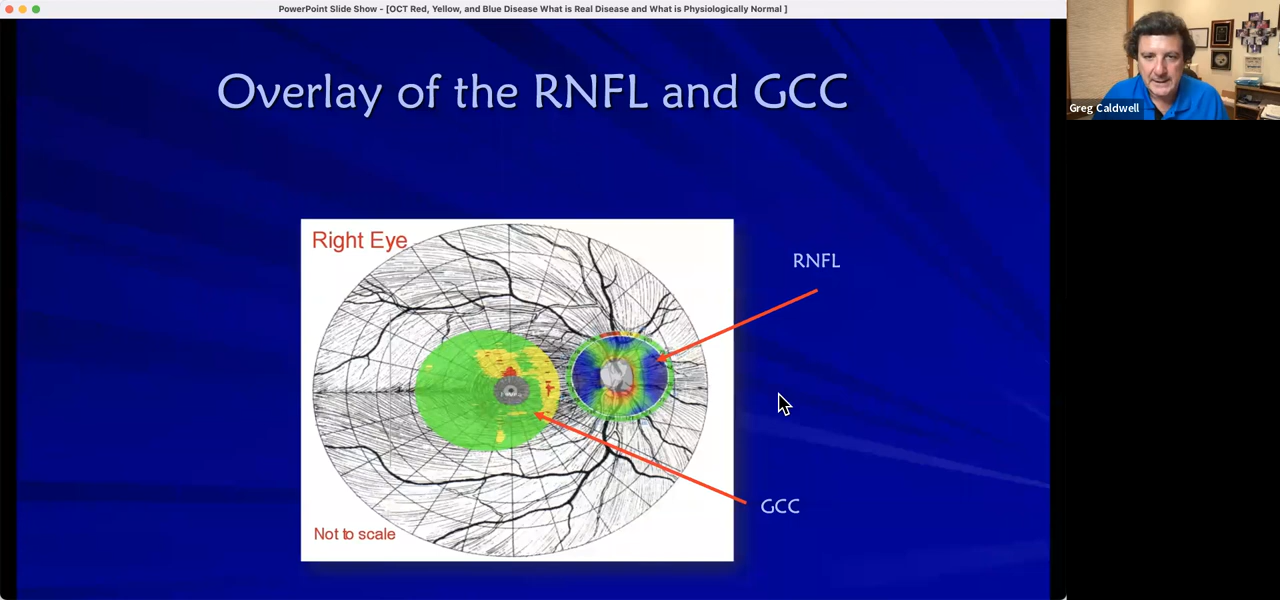 PowerPoint Slide Show - [OCT Red, Yellow, and Blue Disease What is Real Disease and What is Physiologically Normal ]
Overlay of the RNFL and GCC
Right Eye
RNFL
GCC
Not to scale
Greg Caldwell